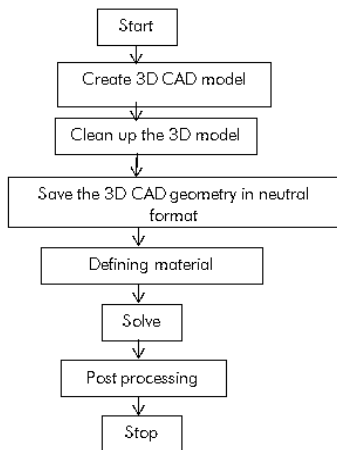 Start
Create 3D CAD model
Clean up the 3D model
Save the 3D CAD geometry in neutral
format
Defining material
Solve
Post processing
Stop